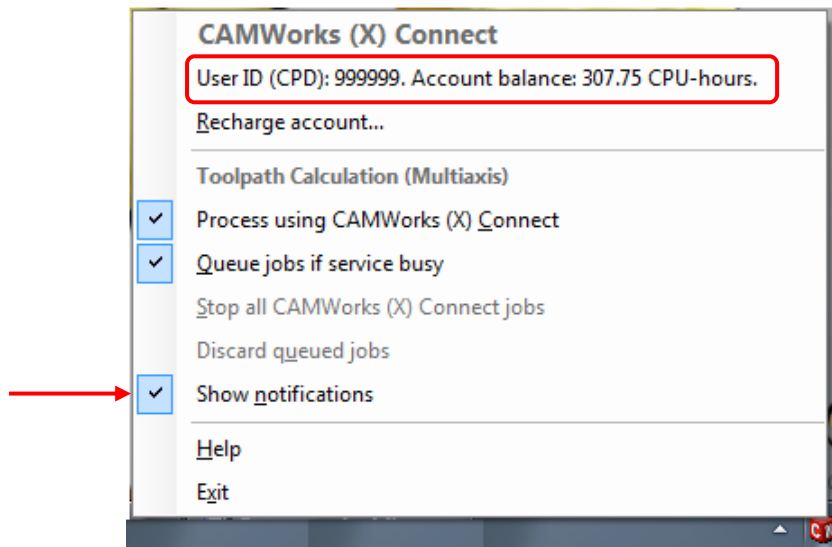 CAMWorks (X) Connect
User ID (CPD): 999999. Account balance: 307.75 CPU-hours.
Recharge account...
Toolpath Calculation (Multiaxis)
Process using CAMWorks (X) Connect
Queue jobs if service busy
Stop all CAMWorks (X) Connect jobs
Discard queued jobs
Show notifications
Help
Exit